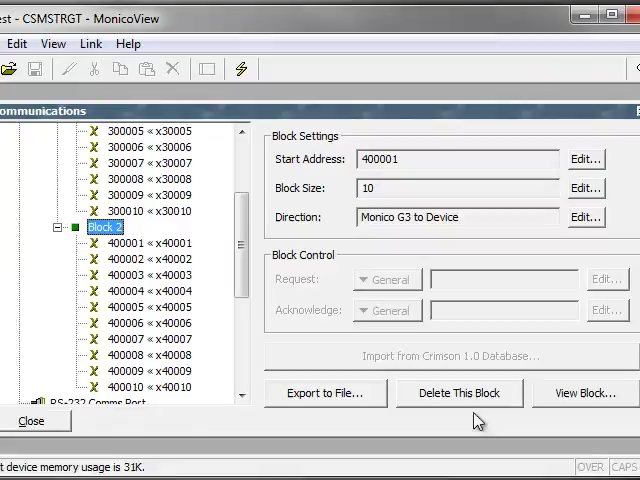 est - CSMSTRGT - MonicoView
Edit View Link Help
ommunications
300005 « x30005
300006 « x30006
300007 « x30007
300008 « x30008
300009 « x30009
300010 « x30010
Block 2
400001 « x40001
400002 « x40002
400003 « x40003
400004 « x40004
400005 « x40005
400006 « x40006
400007 « x40007
400008 « x40008
400009 « x40009
400010 « x40010
RS-232 Comms Port
Close
Block Settings
Start Address: 400001 Edit...
Block Size: 10 Edit...
Direction: Monico G3 to Device Edit...
Block Control
Request: General Edit...
Acknowledge: General Edit...
Import from Crimson 1.0 Database...
Export to File... Delete This Block View Block...
t device memory usage is 31K. OVER CAPS